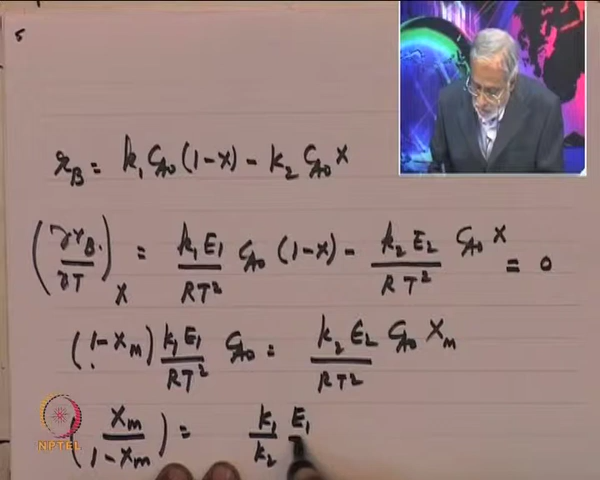 5
r_B = k_1 C_A0 (1-x) - k_2 C_A0 x
(∂r_B / ∂T)_x = k_1 E_1 / RT^2 C_A0 (1-x) - k_2 E_2 / RT^2 C_A0 x = 0
(1-x_m) k_1 E_1 / RT^2 C_A0 = k_2 E_2 / RT^2 C_A0 x_m
(x_m / 1-x_m) = k_1 / k_2 E_1
NPTEL